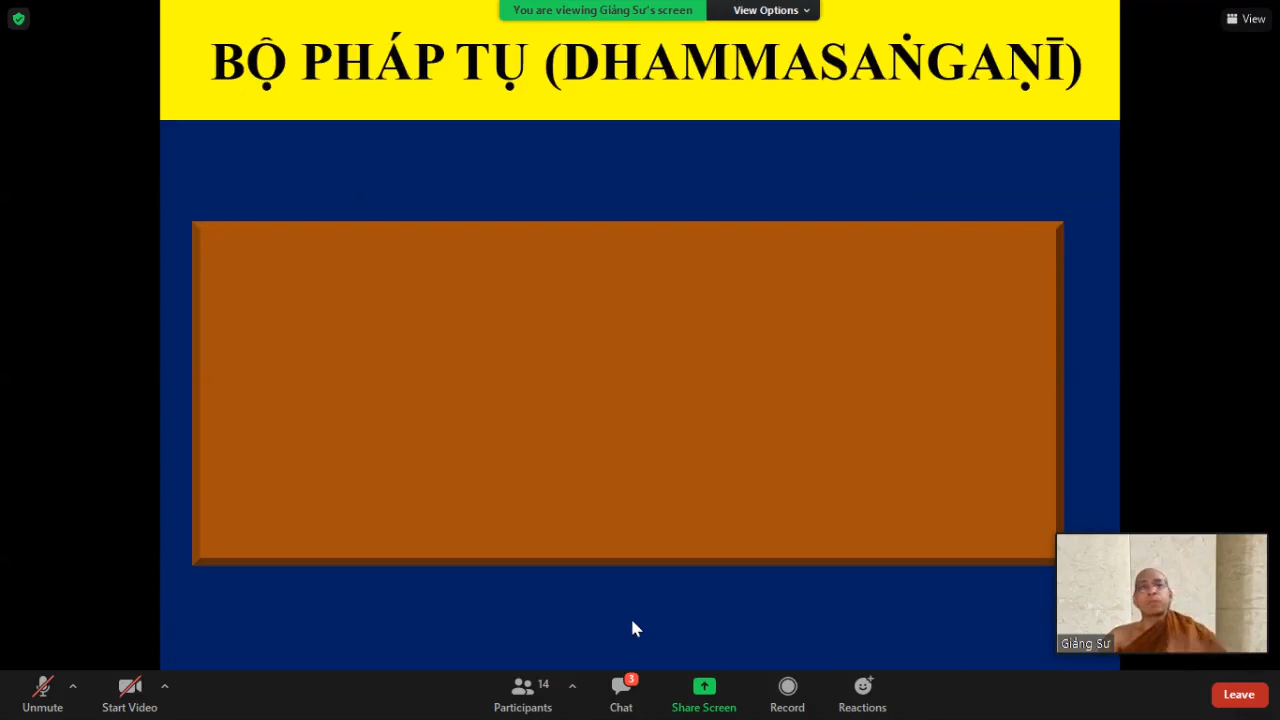 You are viewing Giảng Sư's screen
View Options
View
BỘ PHÁP TỤ (DHAMMASAṄGAṆĪ)
Giảng Sư
Unmute
Start Video
14
Participants
3
Chat
Share Screen
Record
Reactions
Leave